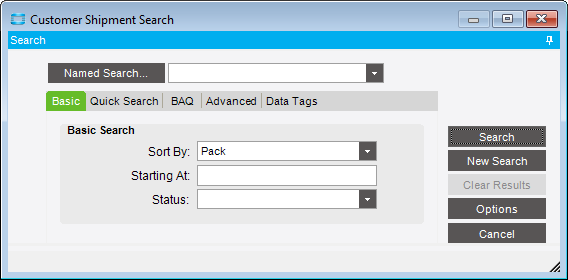 Customer Shipment Search
Search
Named Search...
Basic Quick Search BAQ Advanced Data Tags
Basic Search
Sort By: Pack
Starting At:
Status:
Search
New Search
Clear Results
Options
Cancel